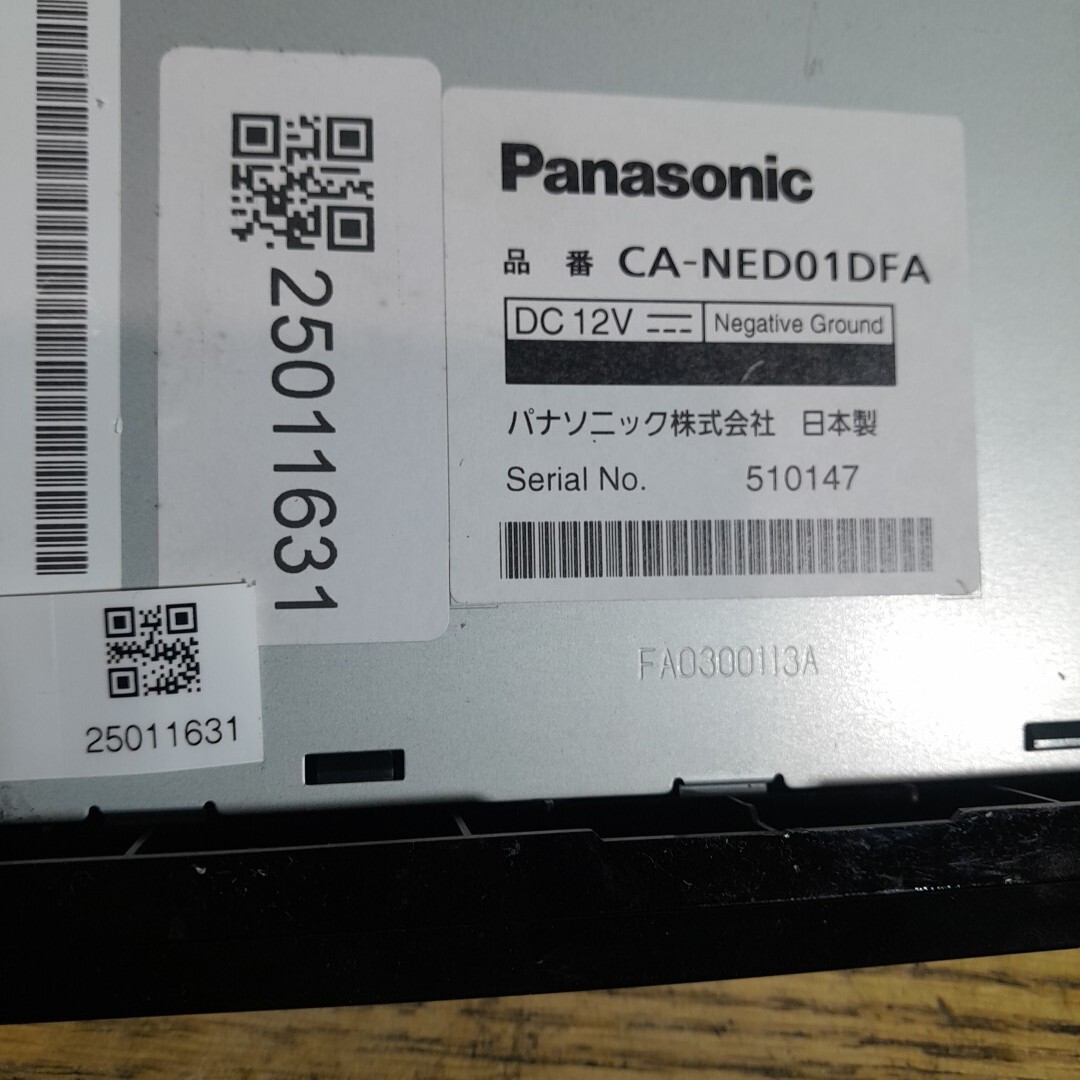 25011631
Panasonic
品 番 CA-NED01DFA
DC 12V Negative Ground
パナソニック株式会社 日本製
Serial No. 510147
FA0300113A
25011631